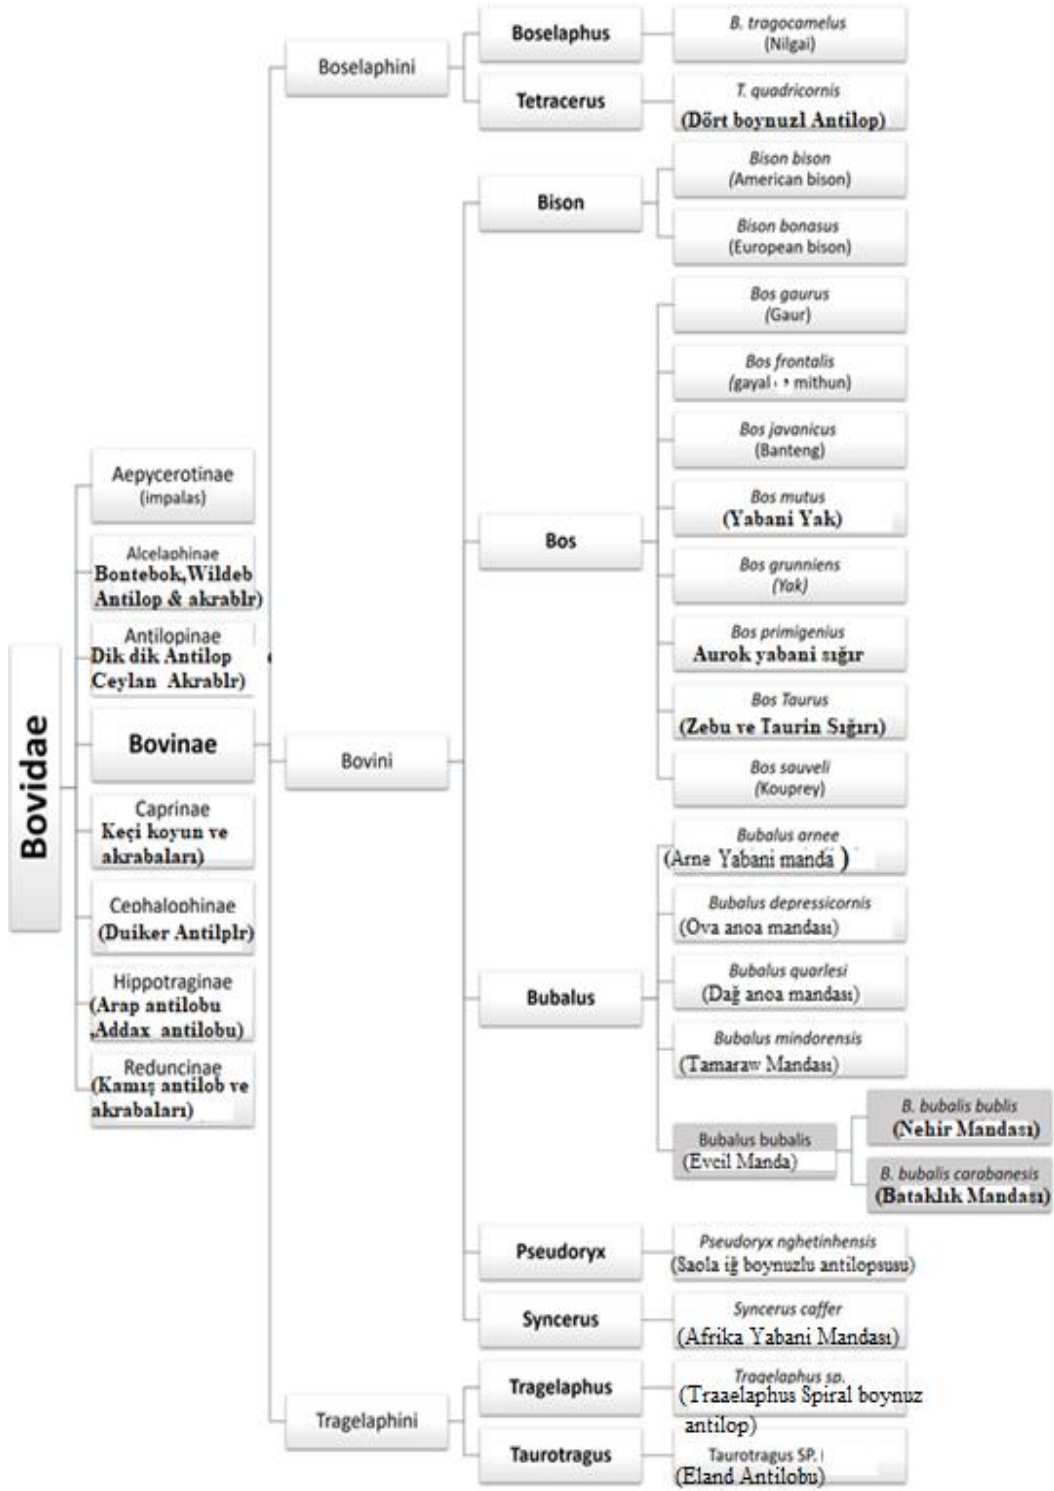 Bovidae
Aepycerotinae
(impalas)
Alcelaphinae
Bontebok,Wildeb
Antilop & akrablr)
Antilopinae
Dik dik Antilop
Ceylan Akrablr)
Bovinae
Caprinae
Keçi koyun ve
akrabaları)
Cephalophinae
(Duiker Antilplr)
Hippotraginae
(Arap antilobu
,Addax antilobu)
Reduncinae
(Kamış antilob ve
akrabaları)
Boselaphini
Boselaphus
B. tragocamelus
(Nilgai)
Tetracerus
T. quadricornis
(Dört boynuzl Antilop)
Bovini
Bison
Bison bison
(American bison)
Bison bonasus
(European bison)
Bos
Bos gaurus
(Gaur)
Bos frontalis
(gayal mithun)
Bos javanicus
(Banteng)
Bos mutus
(Yabani Yak)
Bos grunniens
(Yak)
Bos primigenius
Aurok yabani sığır
Bos Taurus
(Zebu ve Taurin Sığırı)
Bos sauveli
(Kouprey)
Bubalus
Bubalus arnee
(Arne Yabani manda )
Bubalus depressicornis
(Ova anoa mandası)
Bubalus quarlesi
(Dağ anoa mandası)
Bubalus mindorensis
(Tamaraw Mandası)
Bubalus bubalis
(Evcil Manda)
B. bubalis bublis
(Nehir Mandası)
B. bubalis carabanesis
(Bataklık Mandası)
Pseudoryx
Pseudoryx nghetinhensis
(Saola iğ boynuzlu antilopsusu)
Syncerus
Syncerus caffer
(Afrika Yabani Mandası)
Tragelaphini
Tragelaphus
Tragelaphus sp.
(Traaelaphus Spiral boynuz
antilop)
Taurotragus
Taurotragus SP.
(Eland Antilobu)